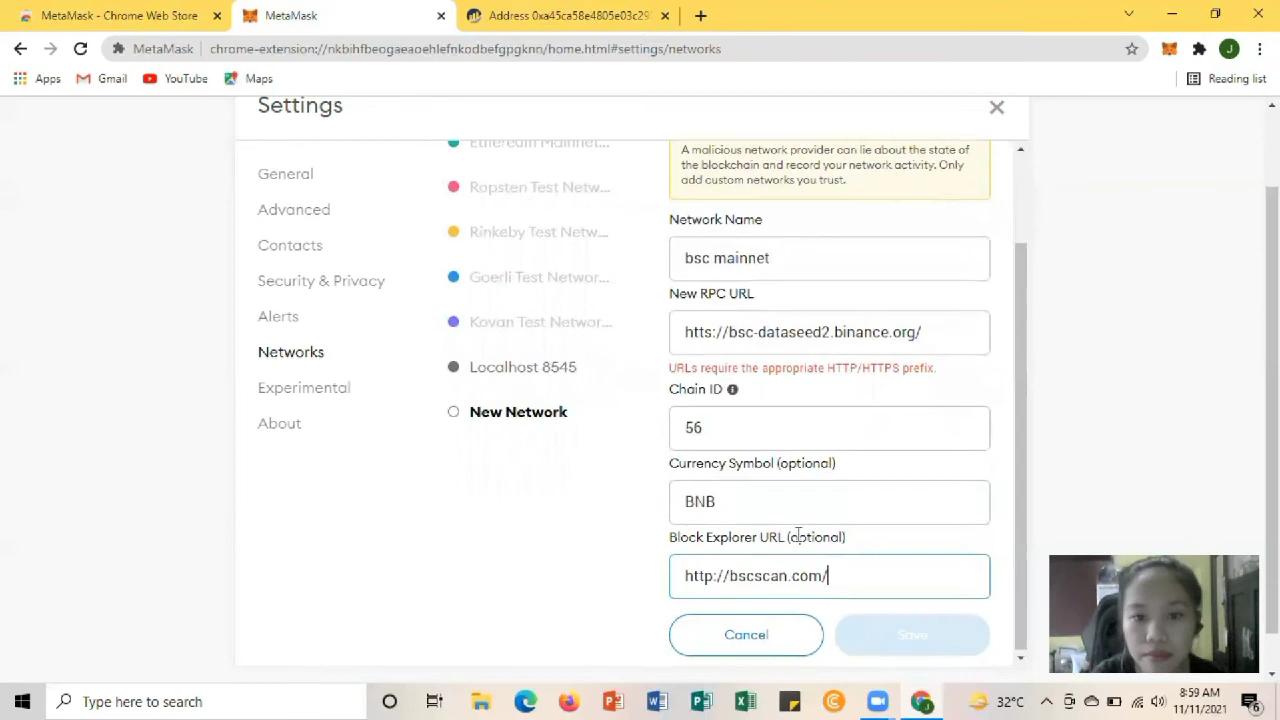 MetaMask - Chrome Web Store
MetaMask
Address 0xa45ca58e4805e03c29
MetaMask
chrome-extension://nkbihfbeogaeaoehlefnkodbefgpgknn/home.html#settings/networks
J
Apps
Gmail
YouTube
Maps
Reading list
Settings
General
Advanced
Contacts
Security & Privacy
Alerts
Networks
Experimental
About
Ethereum Mainnet...
Ropsten Test Netw...
Rinkeby Test Netw...
Goerli Test Networ...
Kovan Test Networ...
Localhost 8545
New Network
A malicious network provider can lie about the state of
the blockchain and record your network activity. Only
add custom networks you trust.
Network Name
bsc mainnet
New RPC URL
htts://bsc-dataseed2.binance.org/
URLs require the appropriate HTTP/HTTPS prefix.
Chain ID
56
Currency Symbol (optional)
BNB
Block Explorer URL (optional)
http://bscscan.com/
Cancel
Save
Type here to search
32°C
8:59 AM
11/11/2021
6